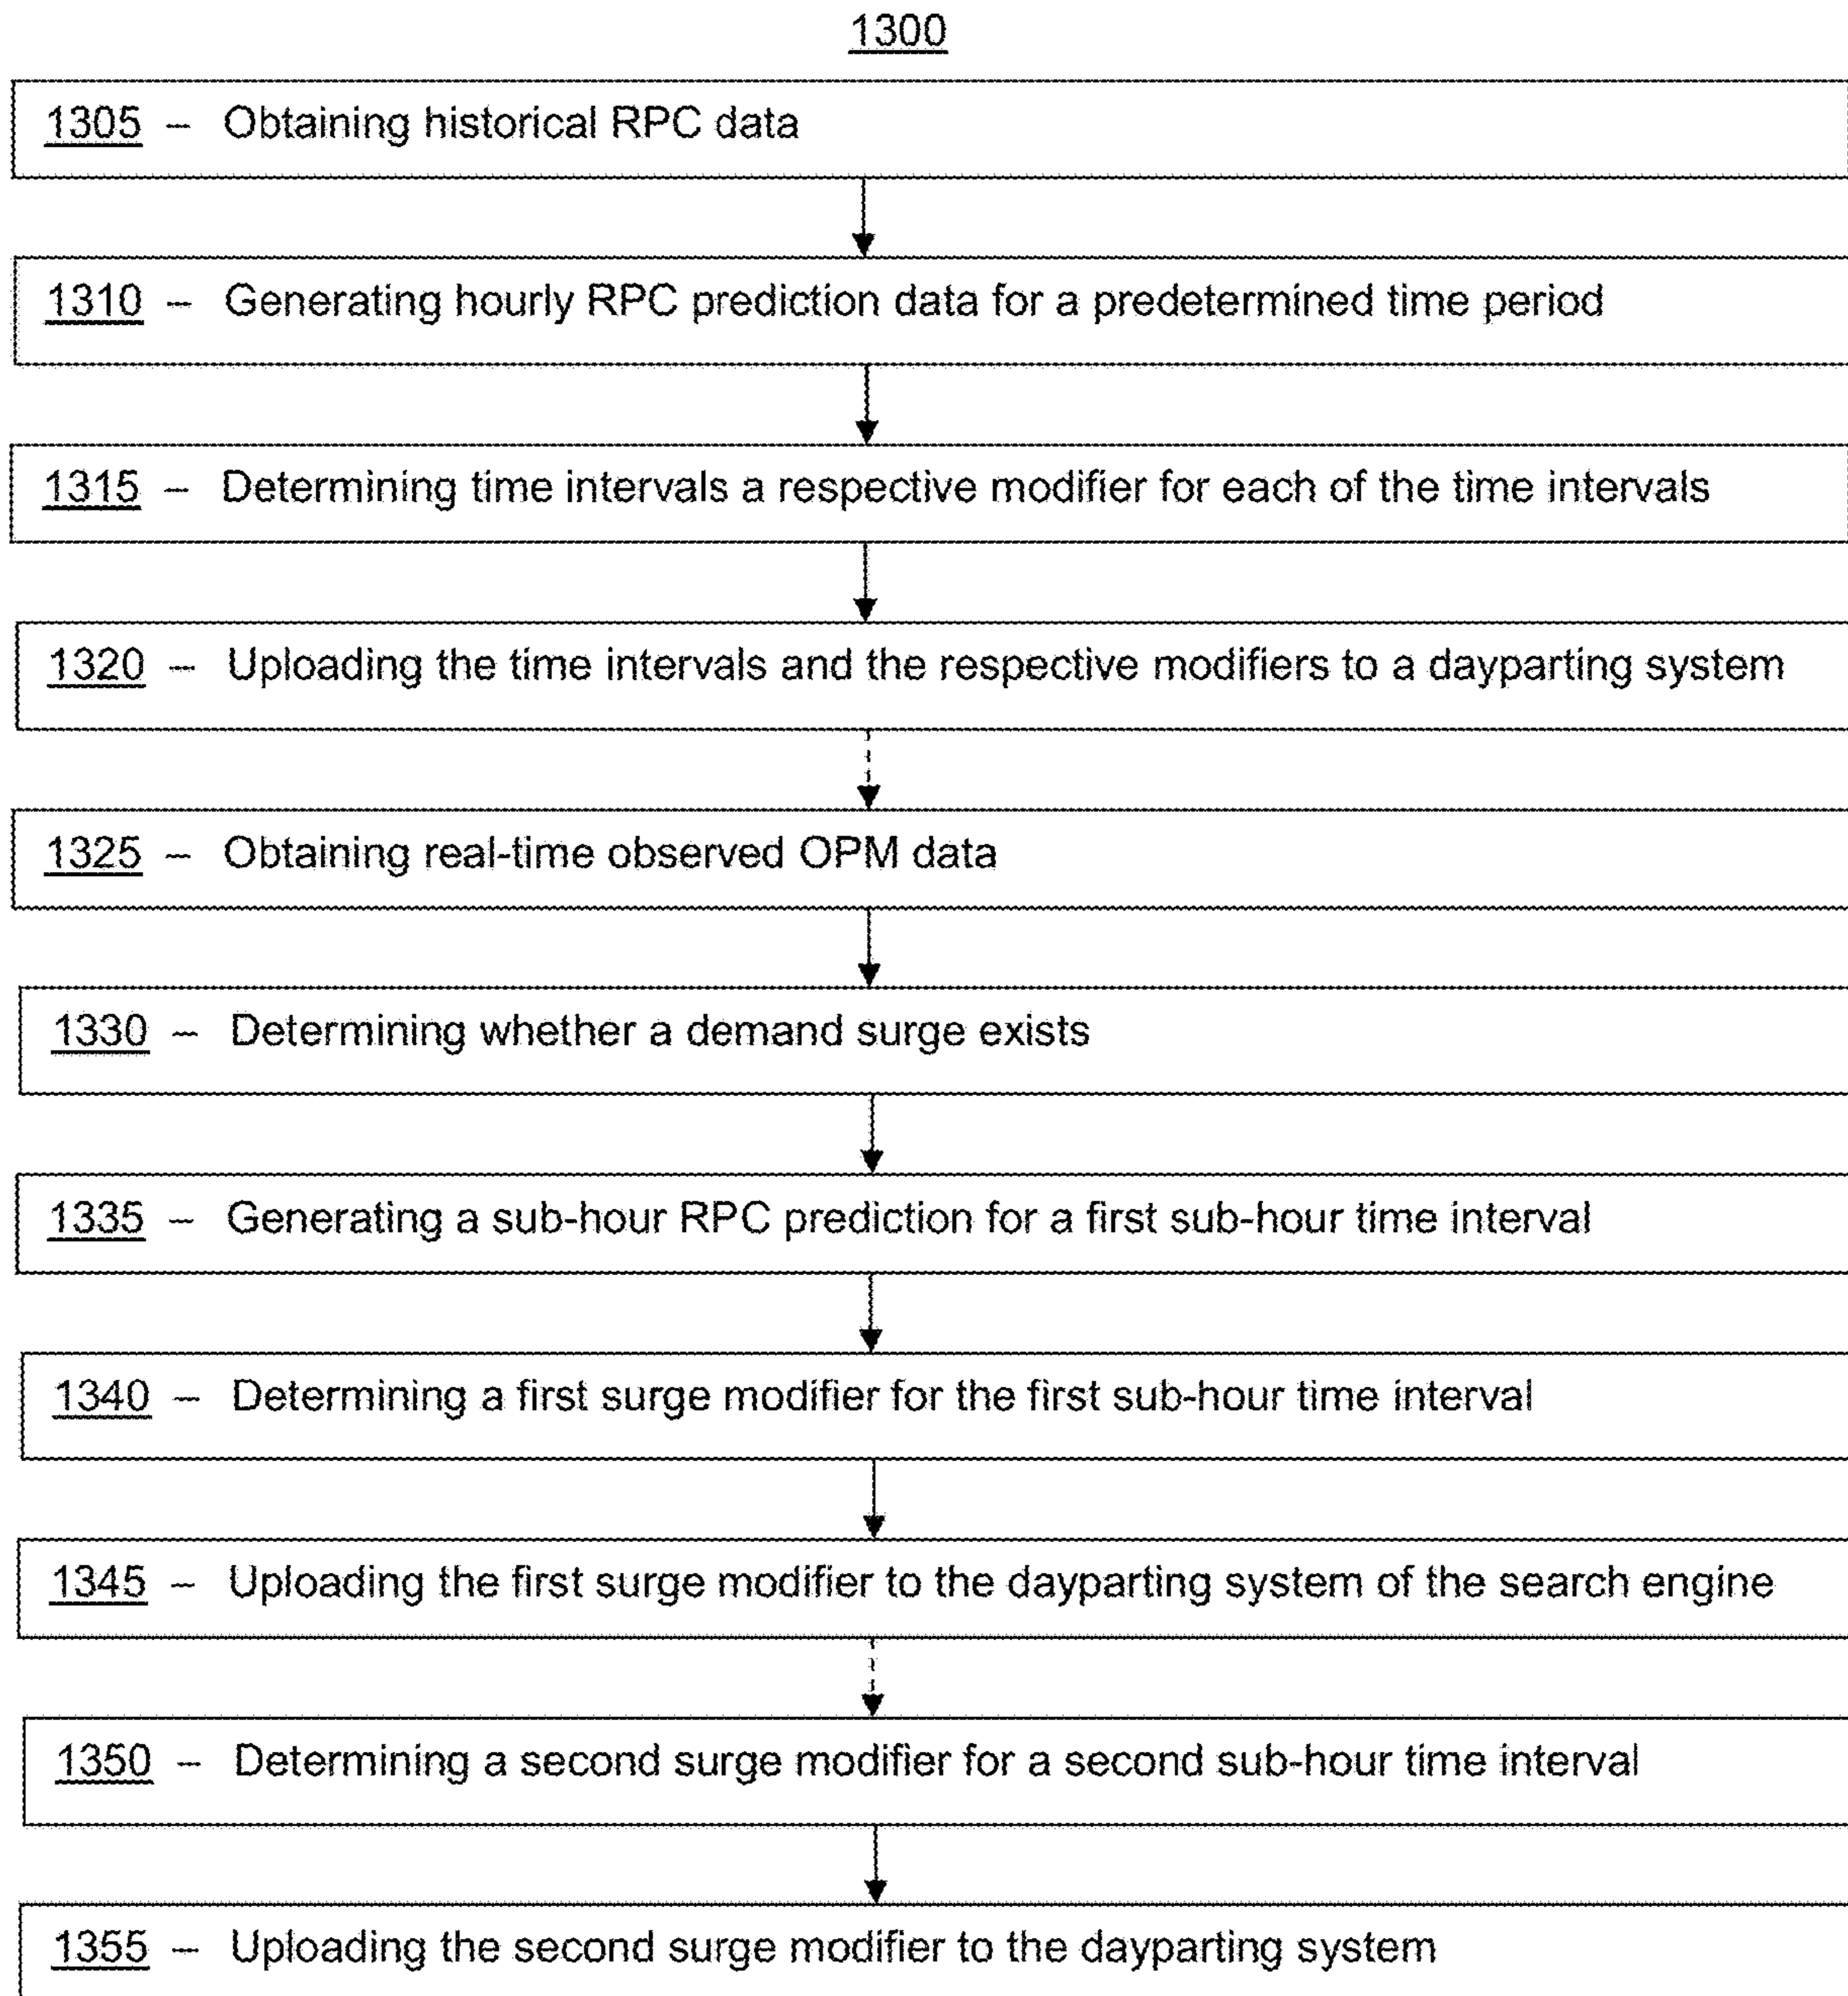 1300
1305 – Obtaining historical RPC data
1310 – Generating hourly RPC prediction data for a predetermined time period
1315 – Determining time intervals a respective modifier for each of the time intervals
1320 – Uploading the time intervals and the respective modifiers to a dayparting system
1325 – Obtaining real-time observed OPM data
1330 – Determining whether a demand surge exists
1335 – Generating a sub-hour RPC prediction for a first sub-hour time interval
1340 – Determining a first surge modifier for the first sub-hour time interval
1345 – Uploading the first surge modifier to the dayparting system of the search engine
1350 – Determining a second surge modifier for a second sub-hour time interval
1355 – Uploading the second surge modifier to the dayparting system